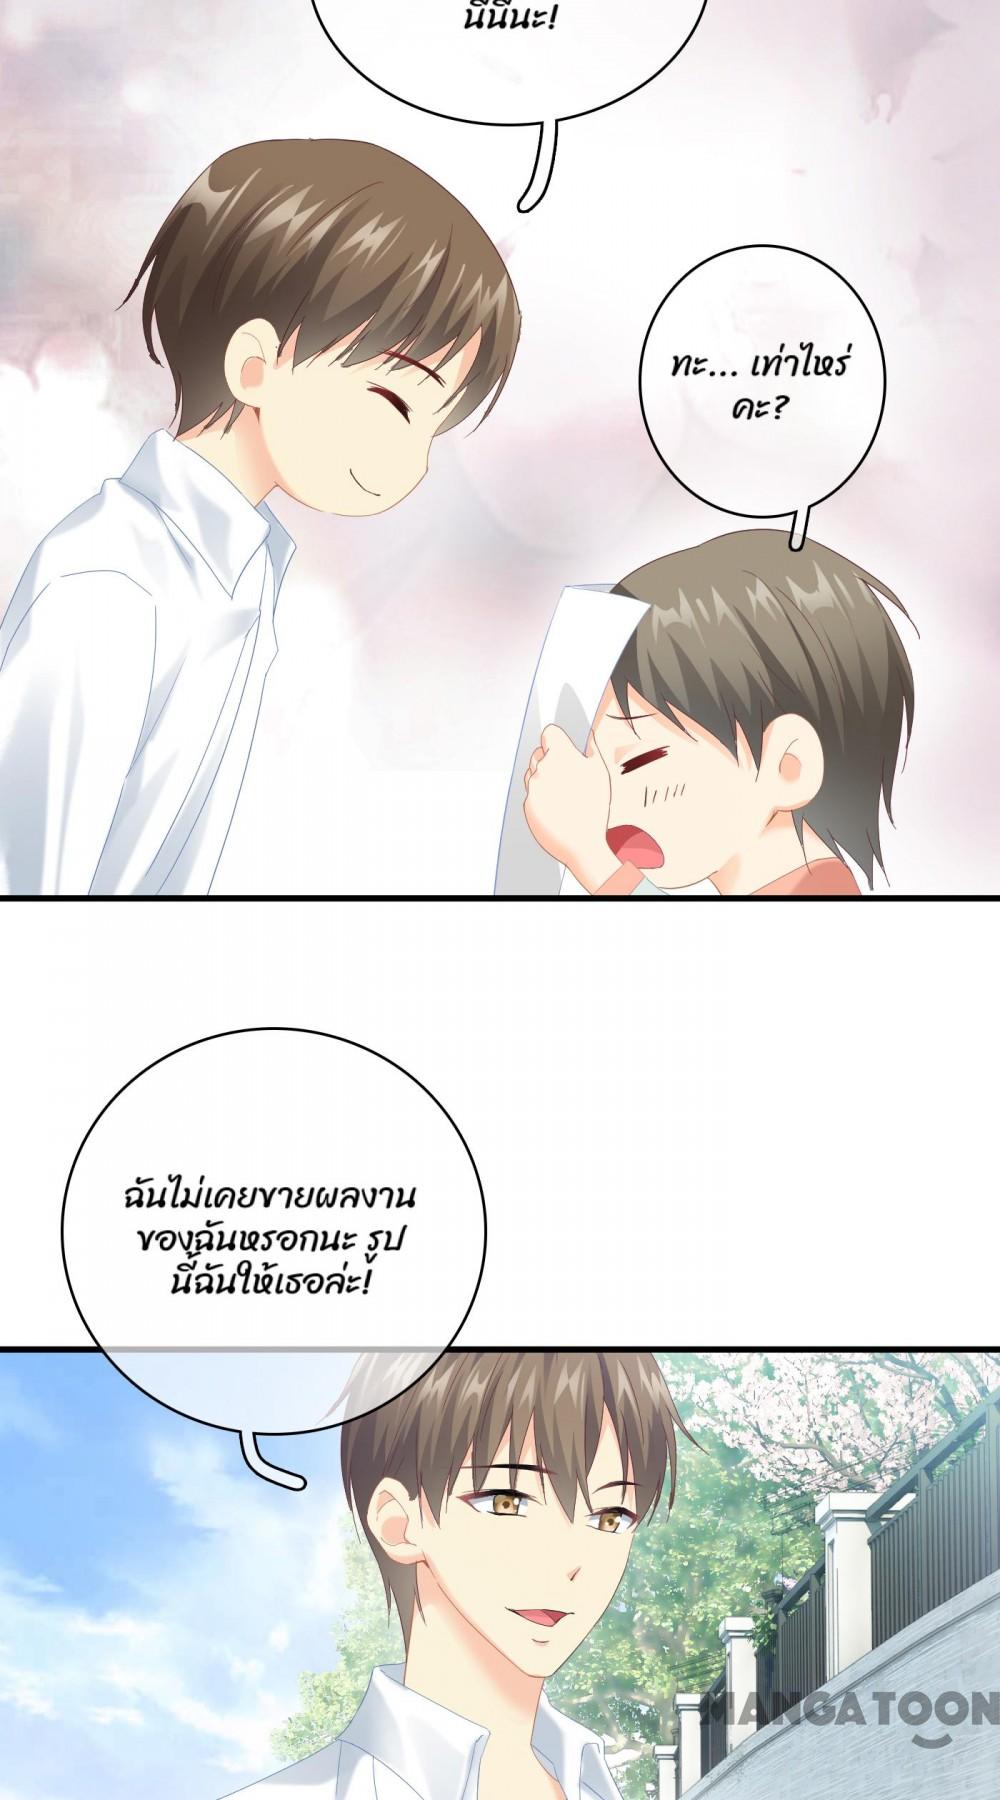 นี่นี่นะ!
ทะ... เท่าไหร่
คะ?
ฉันไม่เคยขายผลงาน
ของฉันหรอกนะ รูป
นี้ฉันให้เธอล่ะ!
MANGATOON